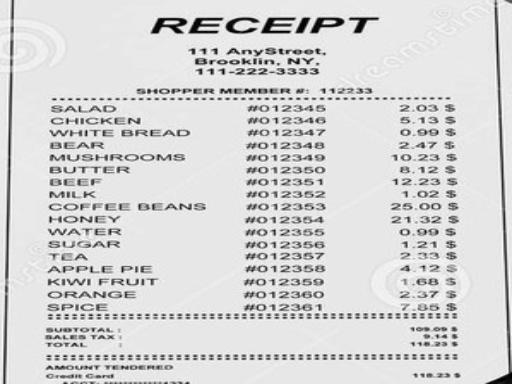 RECEIPT
111 AnyStreet,
Brooklin, NY,
111-222-3333
SHOPPER MEMBER #: 112233
SALAD #012345 2.03 $
CHICKEN #012346 5.13 $
WHITE BREAD #012347 0.99 $
BEAR #012348 2.47 $
MUSHROOMS #012349 10.23 $
BUTTER #012350 8.12 $
BEEF #012351 12.23 $
MILK #012352 1.02 $
COFFEE BEANS #012353 25.00 $
HONEY #012354 21.32 $
WATER #012355 0.99 $
SUGAR #012356 1.21 $
TEA #012357 2.33 $
APPLE PIE #012358 4.12 $
KIWI FRUIT #012359 1.68 $
ORANGE #012360 2.37 $
SPICE #012361 7.85 $
SUBTOTAL : 109.09 $
SALES TAX : 9.14 $
TOTAL : 118.23 $
AMOUNT TENDERED
Credit Card 118.23 $